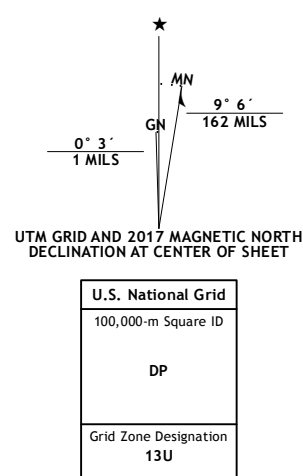 ★
MN
GN
9° 6´
162 MILS
0° 3´
1 MILS
UTM GRID AND 2017 MAGNETIC NORTH
DECLINATION AT CENTER OF SHEET
U.S. National Grid
100,000-m Square ID
DP
Grid Zone Designation
13U